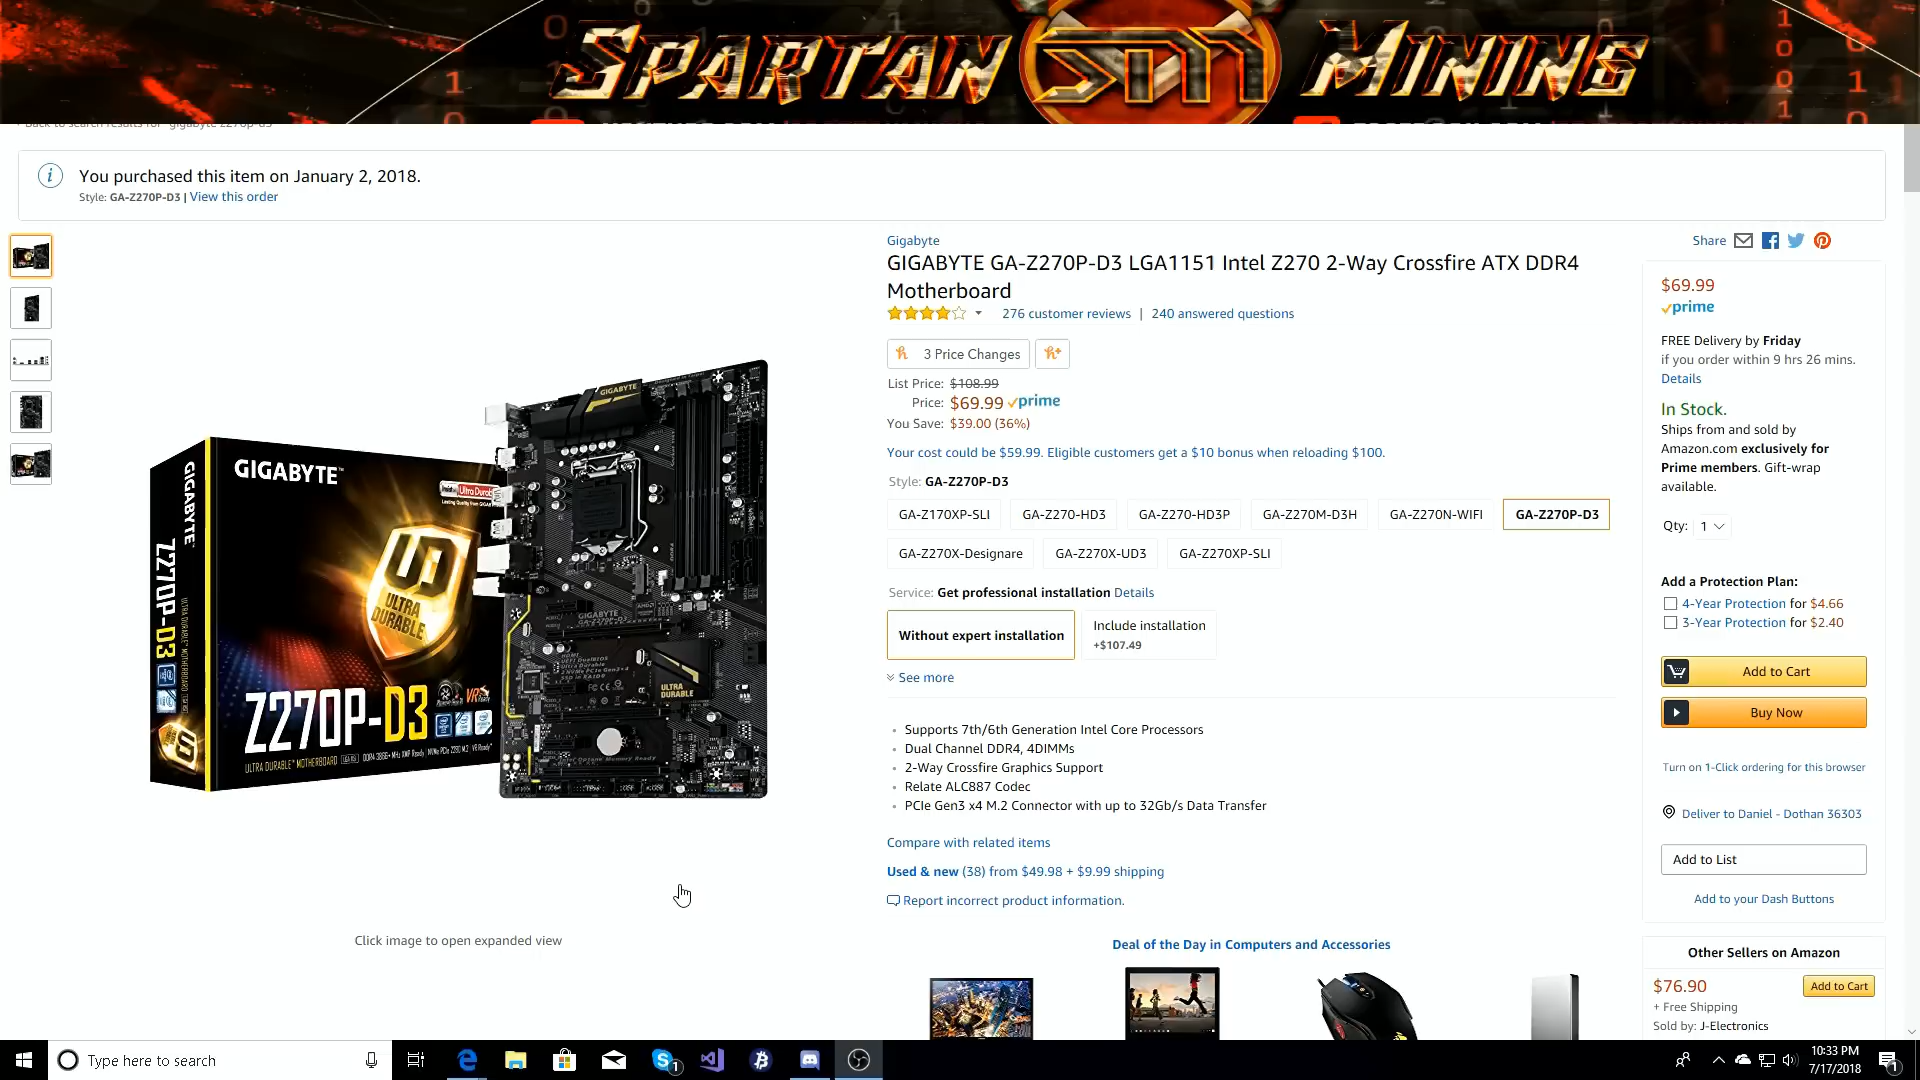 SPARTAN SM MINING
You purchased this item on January 2, 2018.
Style: GA-Z270P-D3 | View this order
Gigabyte
GIGABYTE GA-Z270P-D3 LGA1151 Intel Z270 2-Way Crossfire ATX DDR4
Motherboard
276 customer reviews | 240 answered questions
3 Price Changes
List Price: $108.99
Price: $69.99 prime
You Save: $39.00 (36%)
Your cost could be $59.99. Eligible customers get a $10 bonus when reloading $100.
Style: GA-Z270P-D3
GA-Z170XP-SLI GA-Z270-HD3 GA-Z270-HD3P GA-Z270M-D3H GA-Z270N-WIFI GA-Z270P-D3
GA-Z270X-Designare GA-Z270X-UD3 GA-Z270XP-SLI
Service: Get professional installation Details
Without expert installation
Include installation
+$107.49
See more
Supports 7th/6th Generation Intel Core Processors
Dual Channel DDR4, 4DIMMs
2-Way Crossfire Graphics Support
Relate ALC887 Codec
PCIe Gen3 x4 M.2 Connector with up to 32Gb/s Data Transfer
Compare with related items
Used & new (38) from $49.98 + $9.99 shipping
Report incorrect product information.
Deal of the Day in Computers and Accessories
GIGABYTE
GIGABYTE™
GIGABYTE
Z270P-D3
ULTRA DURABLE
Z270P-D3
ULTRA DURABLE MOTHERBOARD
ULTRA DURABLE
Click image to open expanded view
Share
$69.99
prime
FREE Delivery by Friday
if you order within 9 hrs 26 mins.
Details
In Stock.
Ships from and sold by
Amazon.com exclusively for
Prime members. Gift-wrap
available.
Qty: 1
Add a Protection Plan:
4-Year Protection for $4.66
3-Year Protection for $2.40
Add to Cart
Buy Now
Turn on 1-Click ordering for this browser
Deliver to Daniel - Dothan 36303
Add to List
Add to your Dash Buttons
Other Sellers on Amazon
$76.90 Add to Cart
+ Free Shipping
Sold by: J-Electronics
Type here to search
10:33 PM
7/17/2018